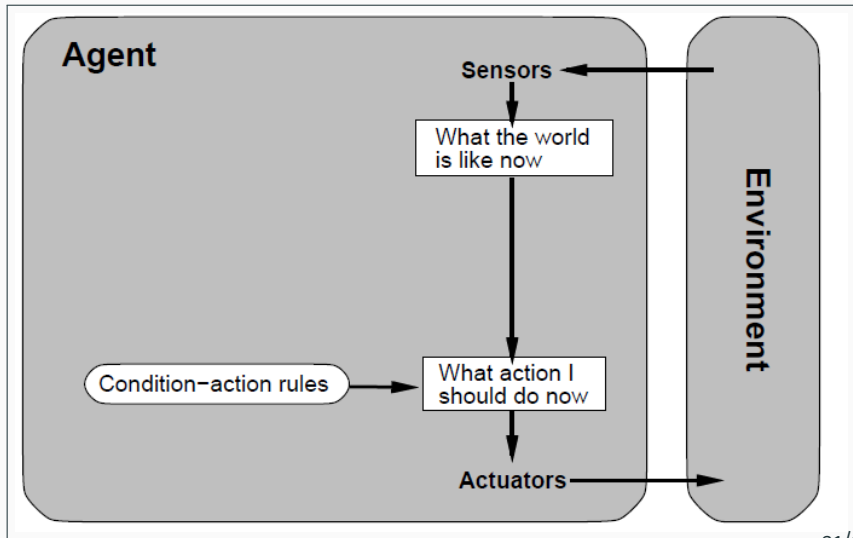 Agent
Sensors
What the world
is like now
Environment
Condition−action rules
What action I
should do now
Actuators